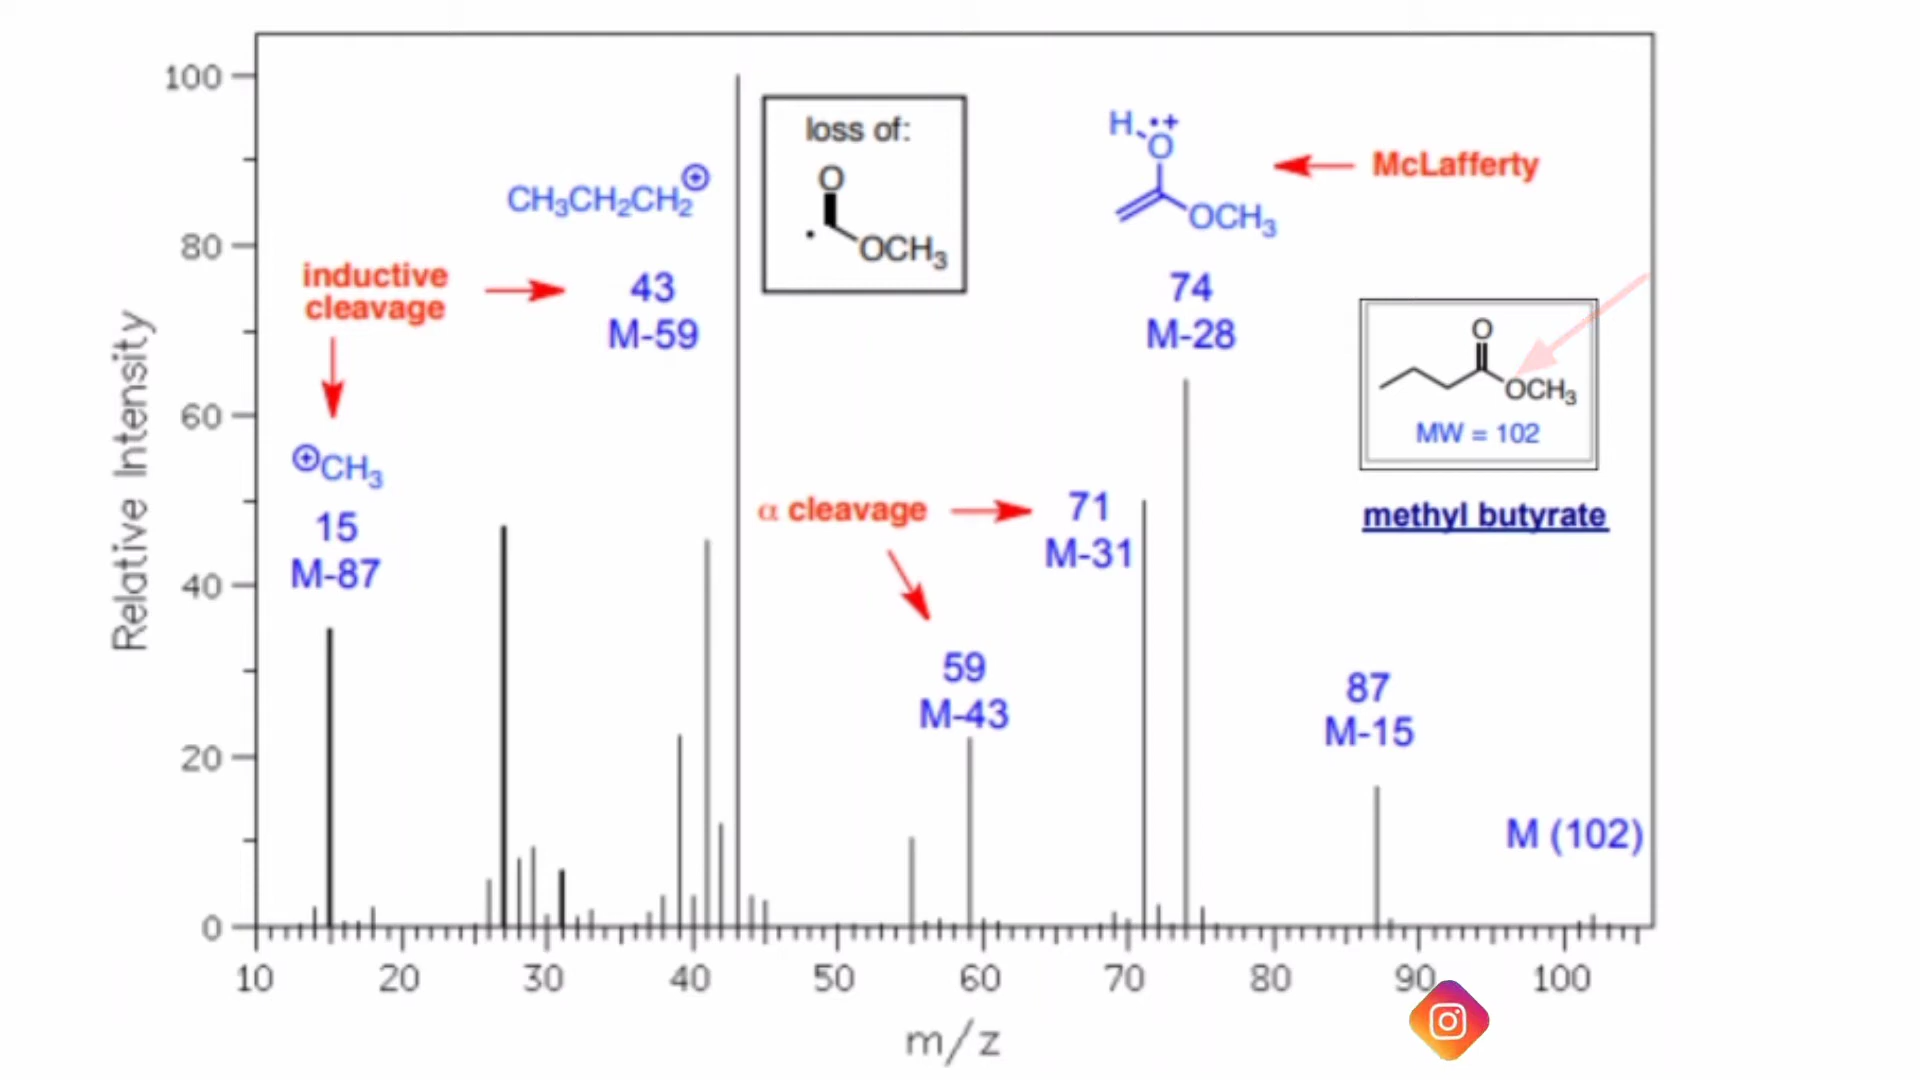 100
80
60
40
20
0
Relative Intensity
10 20 30 40 50 60 70 80 90 100
m/z
inductive
cleavage
⊕CH₃
15
M-87
CH₃CH₂CH₂⊕
43
M-59
loss of:
O
OCH₃
α cleavage
71
M-31
59
M-43
H
•+
O
OCH₃
McLafferty
74
M-28
O
OCH₃
MW = 102
methyl butyrate
87
M-15
M (102)